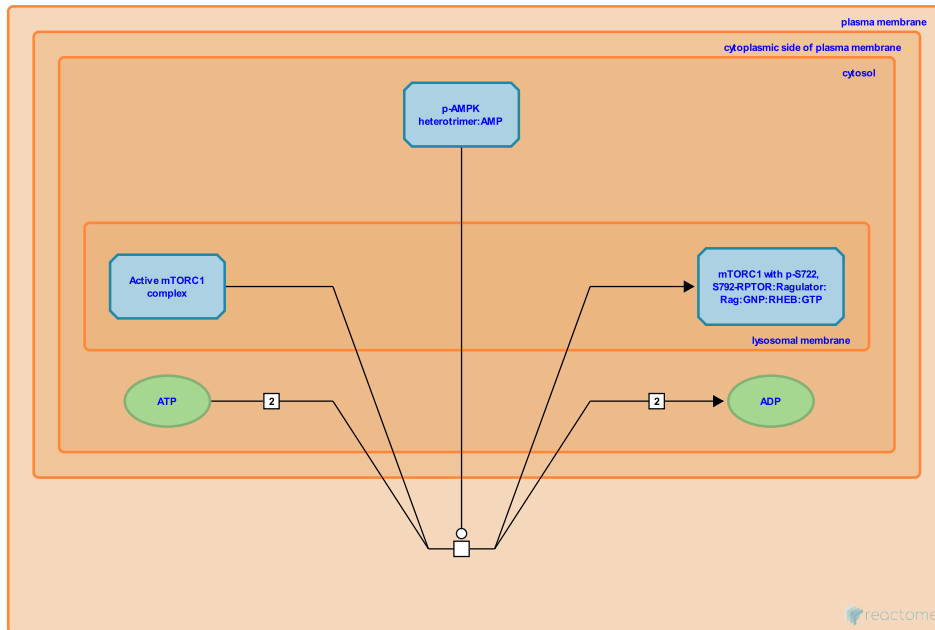 plasma membrane
cytoplasmic side of plasma membrane
cytosol
p-AMPK
heterotrimer:AMP
Active mTORC1
complex
mTORC1 with p-S722,
S792-RPTOR:Ragulator:
Rag:GNP:RHEB:GTP
lysosomal membrane
ATP
2
2
ADP
reactome